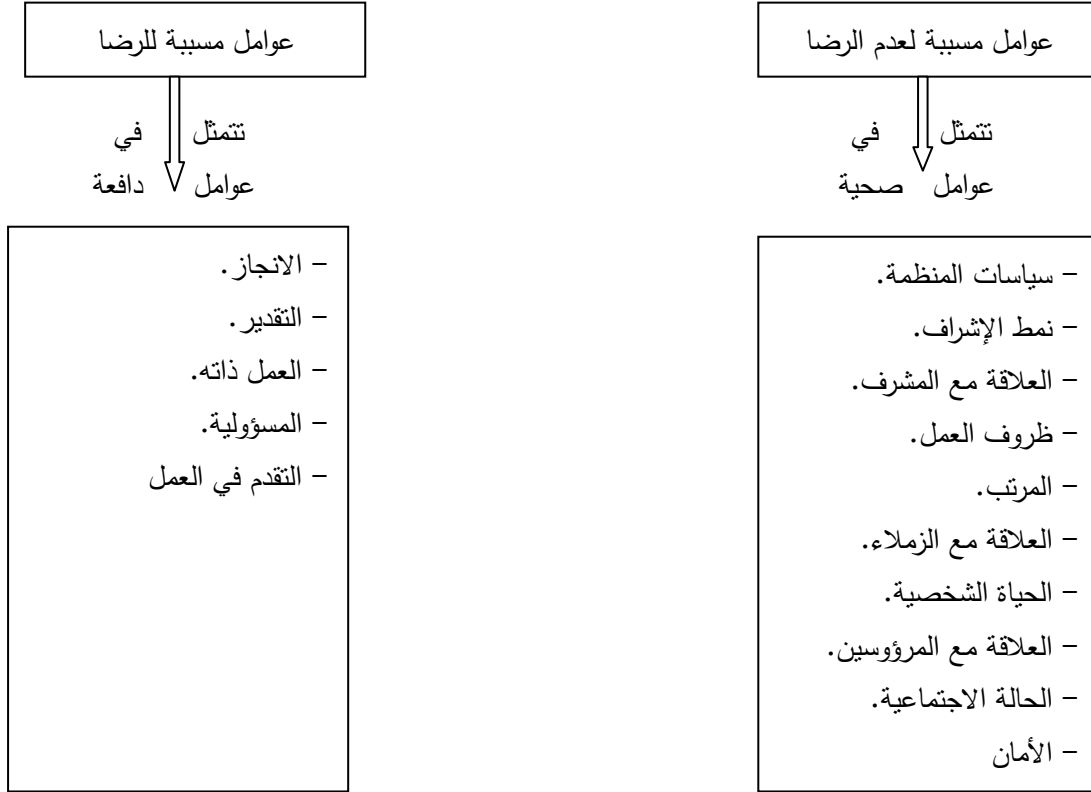 عوامل مسببة لعدم الرضا
تتمثل في
عوامل صحية
- سياسات المنظمة.
- نمط الإشراف.
- العلاقة مع المشرف.
- ظروف العمل.
- المرتب.
- العلاقة مع الزملاء.
- الحياة الشخصية.
- العلاقة مع المرؤوسين.
- الحالة الاجتماعية.
- الأمان
عوامل مسببة للرضا
تتمثل في
عوامل دافعة
- الانجاز.
- التقدير.
- العمل ذاته.
- المسؤولية.
- التقدم في العمل